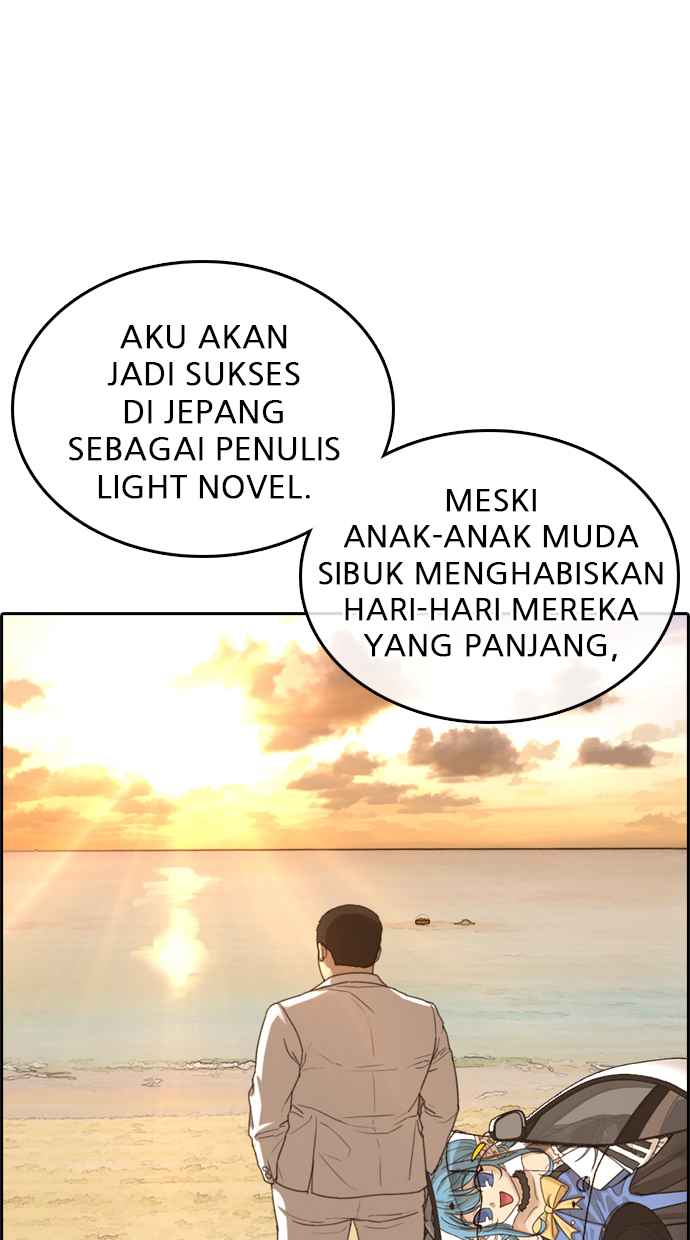 AKU AKAN
JADI SUKSES
DI JEPANG
SEBAGAI PENULIS
LIGHT NOVEL.
MESKI
ANAK-ANAK MUDA
SIBUK MENGHABISKAN
HARI-HARI MEREKA
YANG PANJANG,